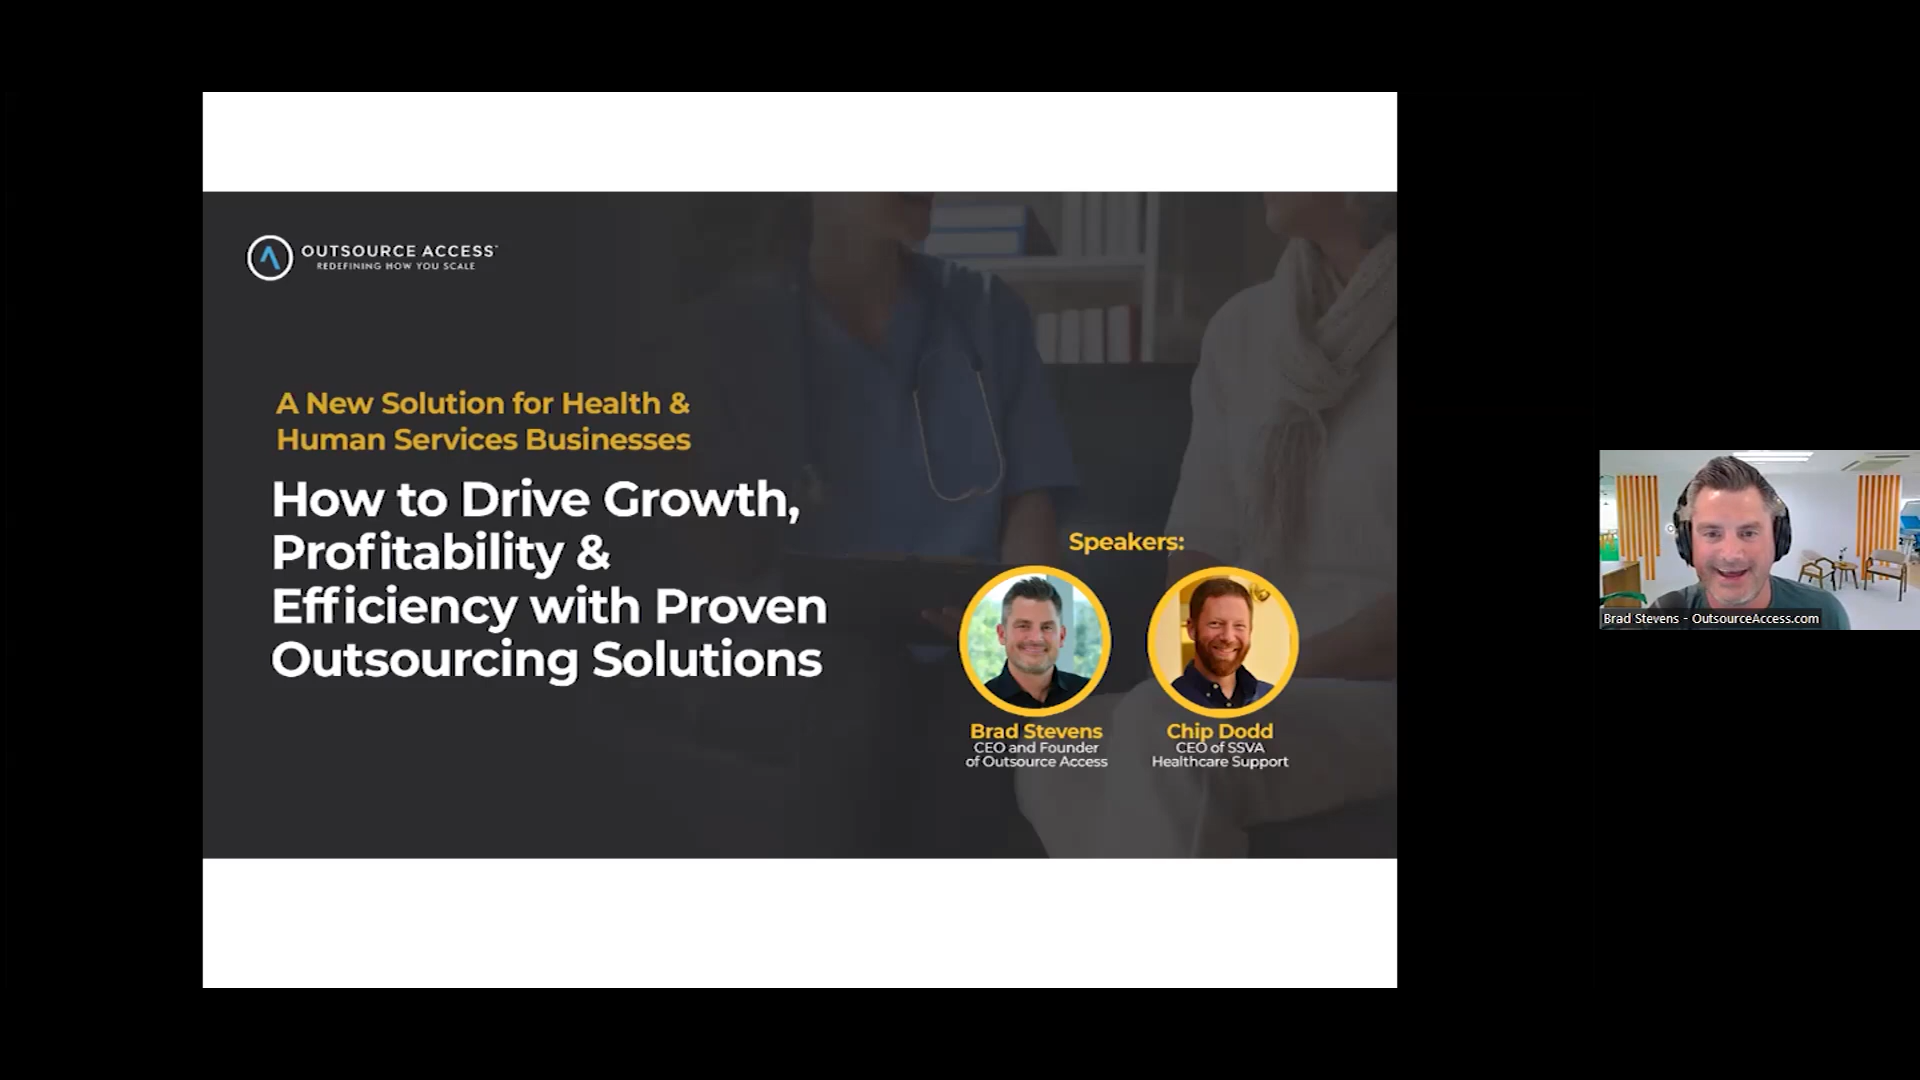 OUTSOURCE ACCESS™
REDEFINING HOW YOU SCALE
A New Solution for Health &
Human Services Businesses
How to Drive Growth,
Profitability &
Efficiency with Proven
Outsourcing Solutions
Speakers:
Brad Stevens
CEO and Founder
of Outsource Access
Chip Dodd
CEO of SSVA
Healthcare Support
Brad Stevens - OutsourceAccess.com